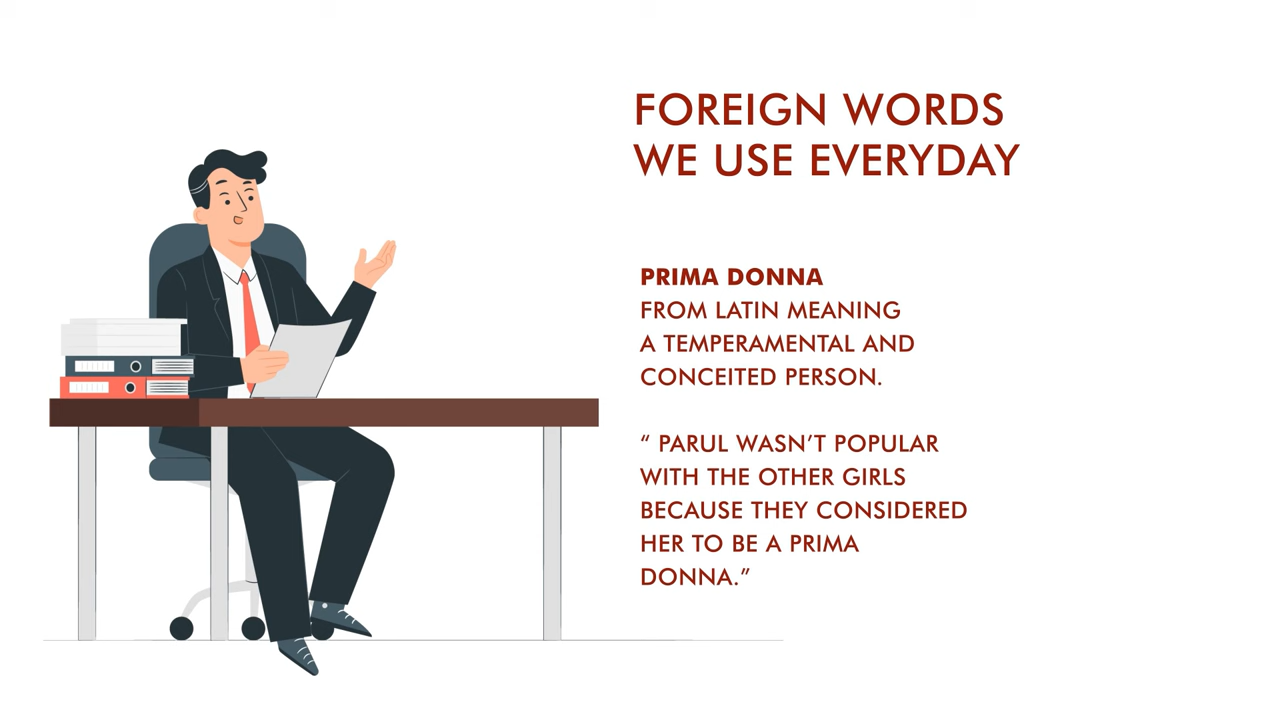 FOREIGN WORDS
WE USE EVERYDAY
PRIMA DONNA
FROM LATIN MEANING
A TEMPERAMENTAL AND
CONCEITED PERSON.
“ PARUL WASN’T POPULAR
WITH THE OTHER GIRLS
BECAUSE THEY CONSIDERED
HER TO BE A PRIMA
DONNA.”